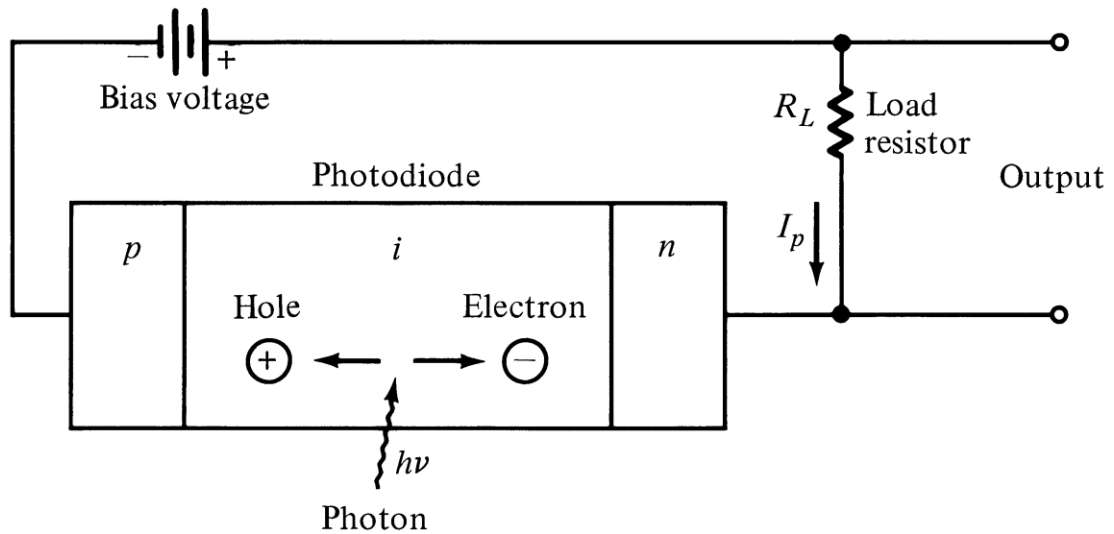 − +
Bias voltage
R_L Load
resistor
Photodiode
Output
p i n
I_p
Hole Electron
+ −
hν
Photon